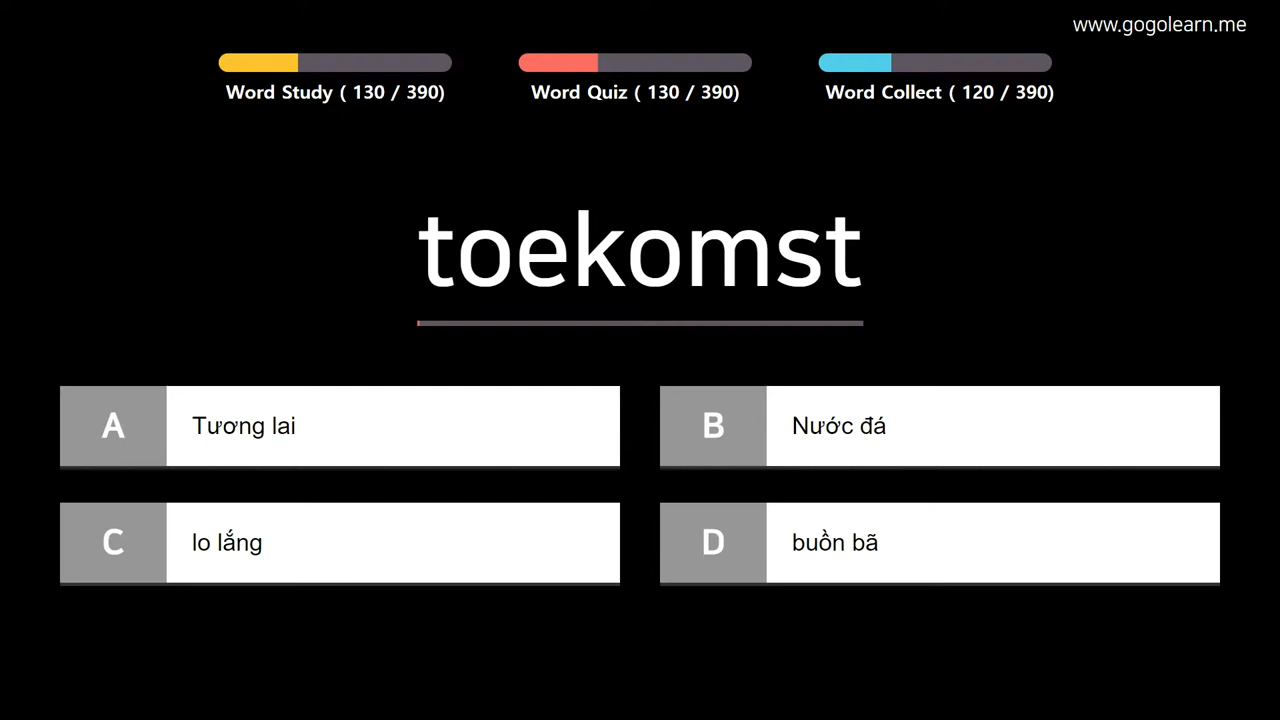 www.gogolearn.me
Word Study ( 130 / 390)
Word Quiz ( 130 / 390)
Word Collect ( 120 / 390)
toekomst
A Tương lai
B Nước đá
C lo lắng
D buồn bã